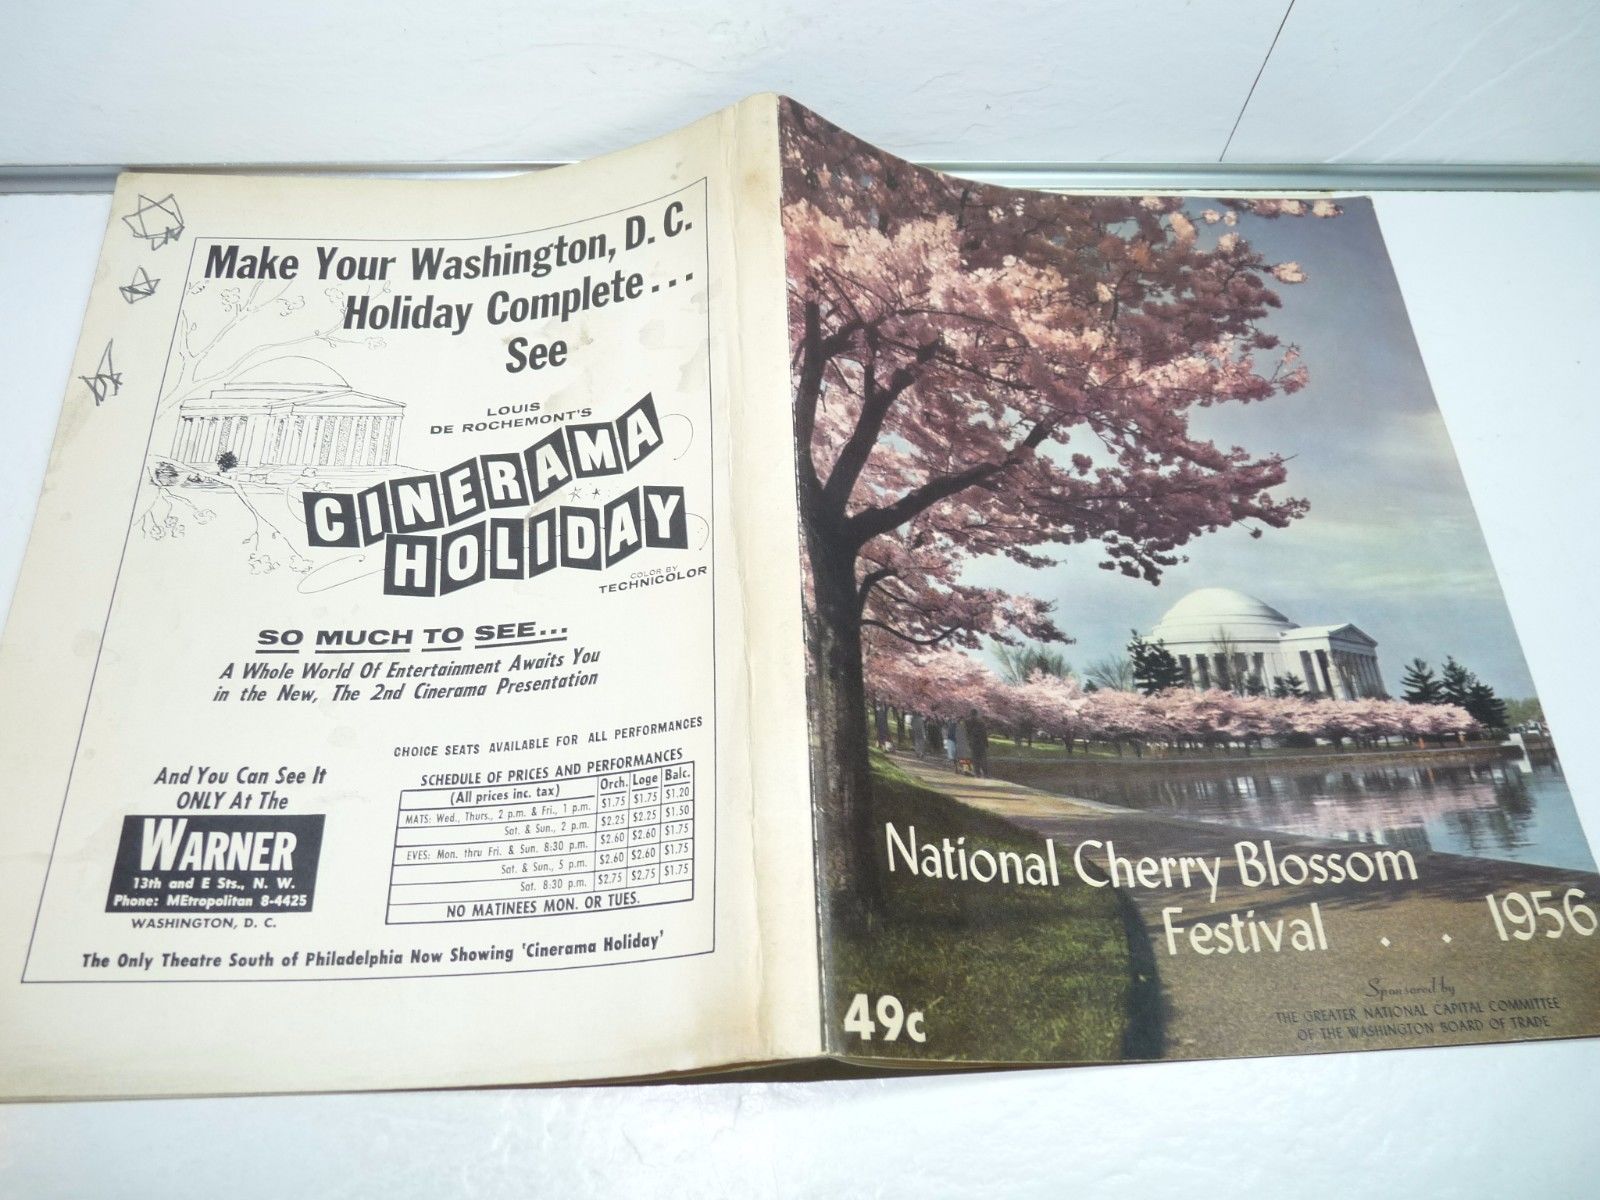 Make Your Washington, D. C.
Holiday Complete...
See
LOUIS
DE ROCHEMONT'S
CINERAMA
HOLIDAY
COLOR BY
TECHNICOLOR
SO MUCH TO SEE...
A Whole World Of Entertainment Awaits You
in the New, The 2nd Cinerama Presentation
CHOICE SEATS AVAILABLE FOR ALL PERFORMANCES
And You Can See It
ONLY At The
WARNER
13th and E Sts., N. W.
Phone: MEtropolitan 8-4425
WASHINGTON, D. C.
SCHEDULE OF PRICES AND PERFORMANCES
(All prices inc. tax) Orch. Loge Balc.
MATS: Wed., Thurs., 2 p.m. & Fri., 1 p.m. $1.75 $1.75 $1.20
Sat. & Sun., 2 p.m. $2.25 $2.25 $1.50
EVES: Mon. thru Fri. & Sun. 8:30 p.m. $2.60 $2.60 $1.75
Sat. & Sun., 5 p.m. $2.60 $2.60 $1.75
Sat. 8:30 p.m. $2.75 $2.75 $1.75
NO MATINEES MON. OR TUES.
The Only Theatre South of Philadelphia Now Showing 'Cinerama Holiday'
National Cherry Blossom
Festival . . 1956
Sponsored by
THE GREATER NATIONAL CAPITAL COMMITTEE
OF THE WASHINGTON BOARD OF TRADE
49c